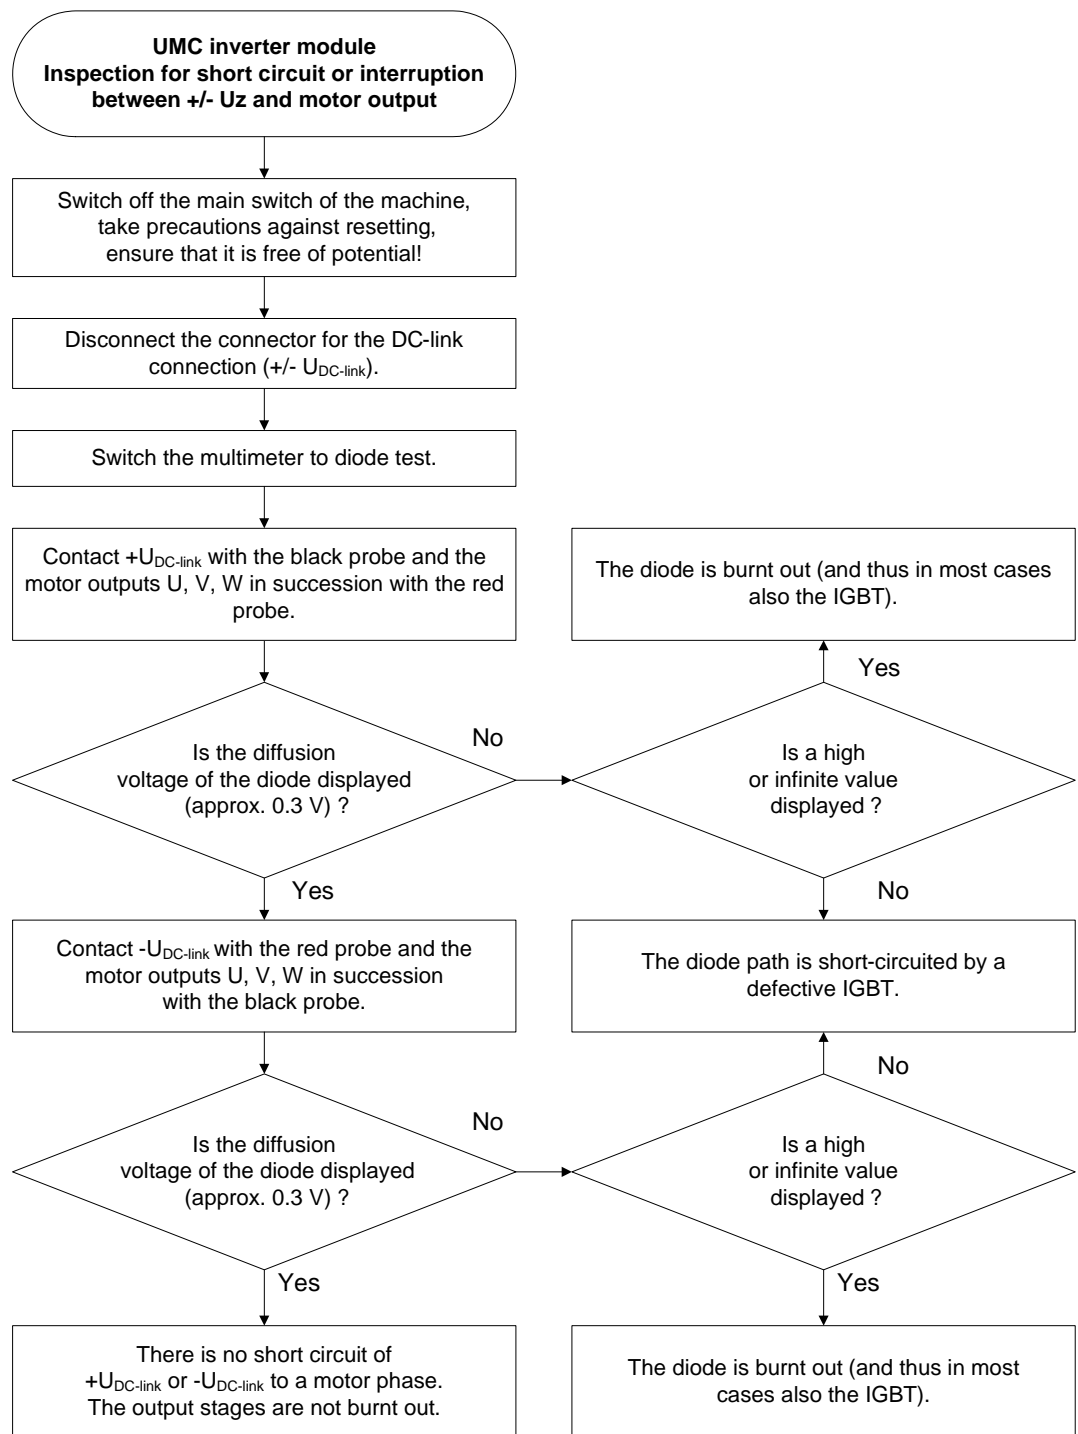 UMC inverter module
Inspection for short circuit or interruption
between +/- Uz and motor output
Switch off the main switch of the machine,
take precautions against resetting,
ensure that it is free of potential!
Disconnect the connector for the DC-link
connection (+/- UDC-link).
Switch the multimeter to diode test.
Contact +UDC-link with the black probe and the
motor outputs U, V, W in succession with the red
probe.
The diode is burnt out (and thus in most cases
also the IGBT).
Yes
Is the diffusion
voltage of the diode displayed
(approx. 0.3 V) ?
No
Is a high
or infinite value
displayed ?
Yes
No
Contact -UDC-link with the red probe and the
motor outputs U, V, W in succession
with the black probe.
The diode path is short-circuited by a
defective IGBT.
No
Is the diffusion
voltage of the diode displayed
(approx. 0.3 V) ?
No
Is a high
or infinite value
displayed ?
Yes
Yes
There is no short circuit of
+UDC-link or -UDC-link to a motor phase.
The output stages are not burnt out.
The diode is burnt out (and thus in most
cases also the IGBT).